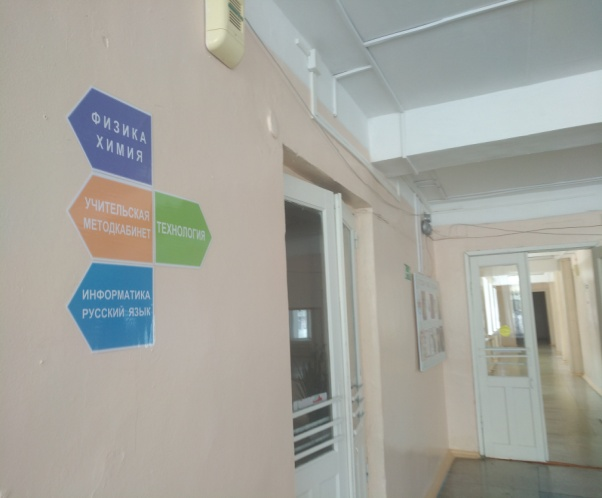 ФИЗИКА
ХИМИЯ
УЧИТЕЛЬСКАЯ
МЕТОДКАБИНЕТ
ТЕХНОЛОГИЯ
ИНФОРМАТИКА
РУССКИЙ ЯЗЫК